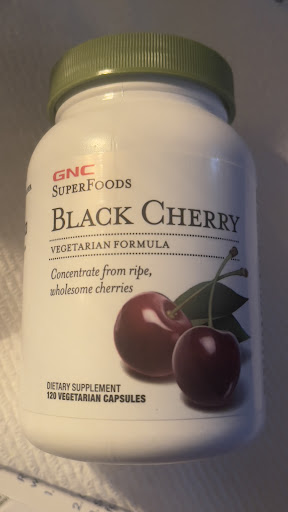 GNC
SUPERFOODS
BLACK CHERRY
VEGETARIAN FORMULA
Concentrate from ripe,
wholesome cherries
DIETARY SUPPLEMENT
120 VEGETARIAN CAPSULES